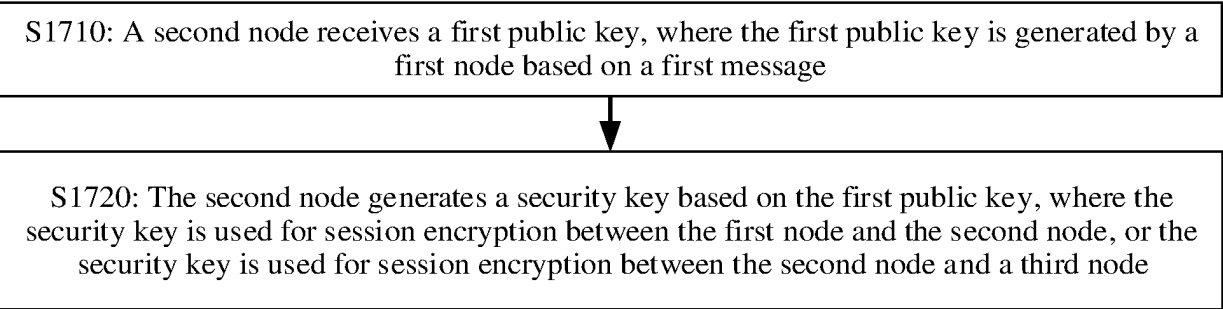 S1710: A second node receives a first public key, where the first public key is generated by a
first node based on a first message
S1720: The second node generates a security key based on the first public key, where the
security key is used for session encryption between the first node and the second node, or the
security key is used for session encryption between the second node and a third node